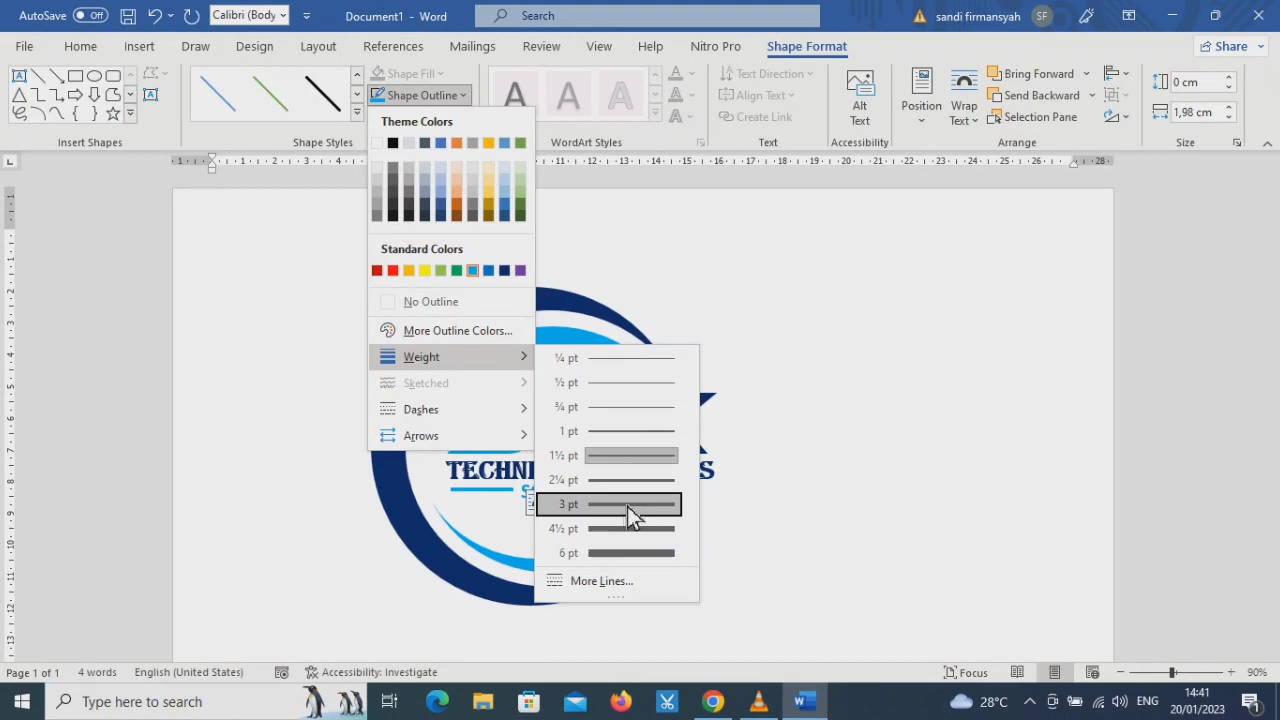 AutoSave Off Calibri (Body Document1 - Word Search sandi firmansyah SF
File Home Insert Draw Design Layout References Mailings Review View Help Nitro Pro Shape Format Share
Shape Fill Text Direction Bring Forward 0 cm
Shape Outline Align Text Send Backward
Create Link Selection Pane 1,98 cm
Alt Text Position Wrap Text
Insert Shapes Shape Styles WordArt Styles Text Accessibility Arrange Size
Theme Colors
Standard Colors
No Outline
More Outline Colors...
Weight
Sketched
Dashes
Arrows
¼ pt
½ pt
¾ pt
1 pt
1½ pt
2¼ pt
3 pt
4½ pt
6 pt
More Lines...
Page 1 of 1 4 words English (United States) Accessibility: Investigate Focus 90%
Type here to search 28°C ENG 14:41
20/01/2023